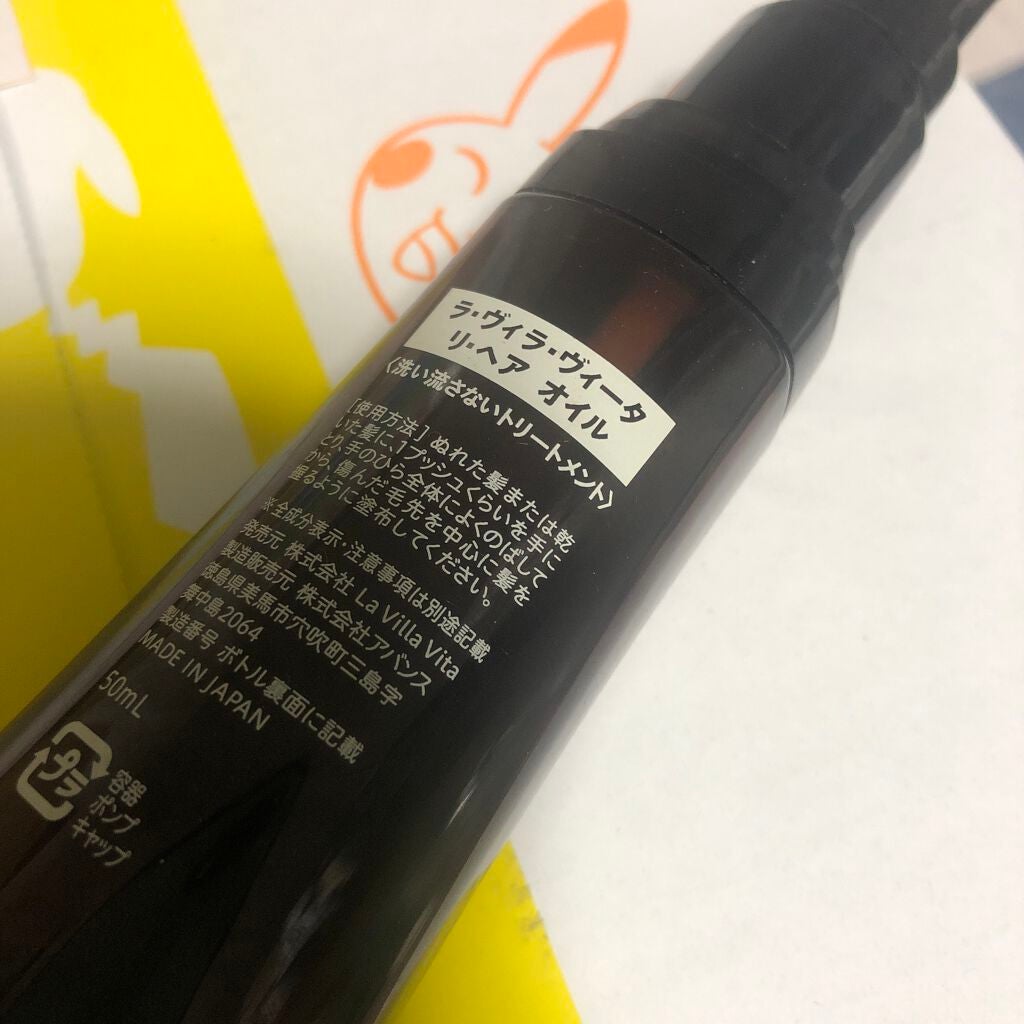 ラ・ヴィラ・ヴィータ
リ・ヘア オイル
〈洗い流さないトリートメント〉
［使用方法］ぬれた髪または乾
いた髪に、1プッシュくらいを手に
とり手のひら全体によくのばして
から、傷んだ毛先を中心に髪を
握るように塗布してください。
※全成分表示・注意事項は別途記載
発売元 株式会社 La Villa Vita
製造販売元 株式会社アバンス
徳島県美馬市穴吹町三島字
舞中島2064
製造番号 ボトル裏面に記載
MADE IN JAPAN
50mL
プラ
容器
ポンプ
キャップ